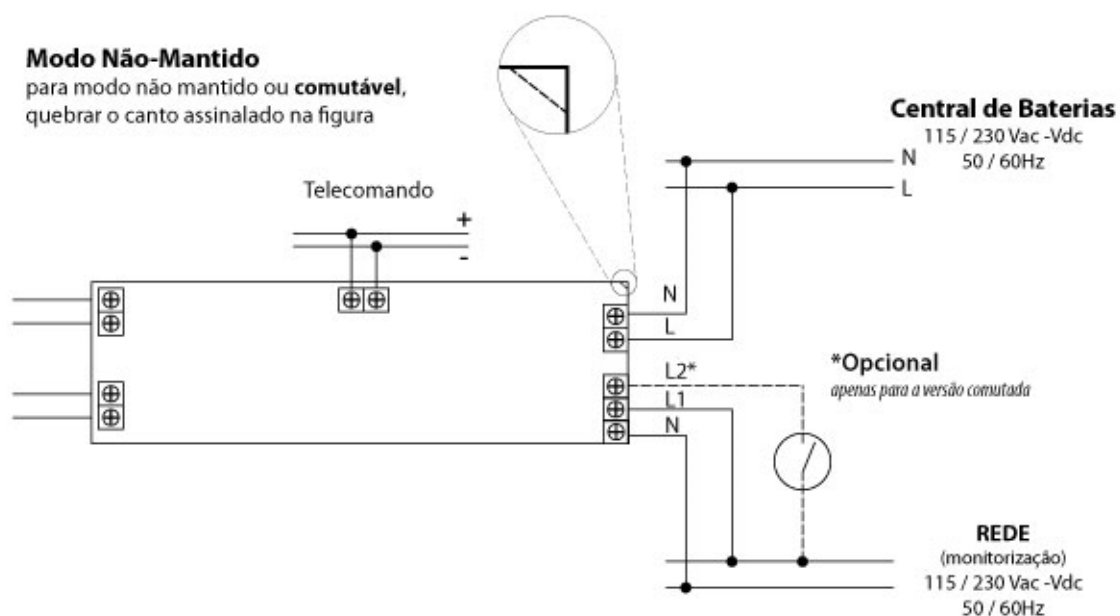 Modo Não-Mantido
para modo não mantido ou comutável,
quebrar o canto assinalado na figura
Central de Baterias
115 / 230 Vac -Vdc
50 / 60Hz
N
L
Telecomando
+
-
N
L
L2*
L1
N
*Opcional
apenas para a versão comutada
REDE
(monitorização)
115 / 230 Vac -Vdc
50 / 60Hz